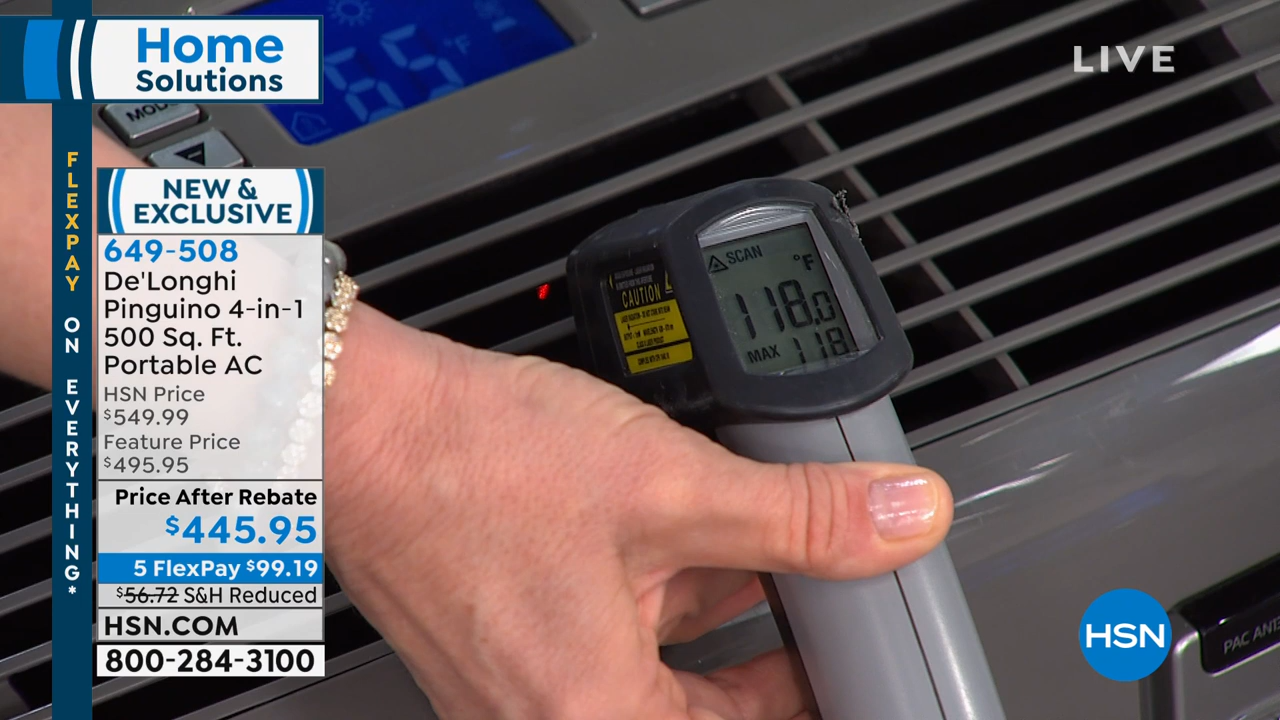 Home
Solutions
FLEXPAY ON EVERYTHING*
NEW &
EXCLUSIVE
649-508
De'Longhi
Pinguino 4-in-1
500 Sq. Ft.
Portable AC
HSN Price
$549.99
Feature Price
$495.95
Price After Rebate
$445.95
5 FlexPay $99.19
$56.72 S&H Reduced
HSN.COM
800-284-3100
LIVE
65°F
MOD
SCAN
°F
118.0
MAX 118
CAUTION
HSN
PAC AN